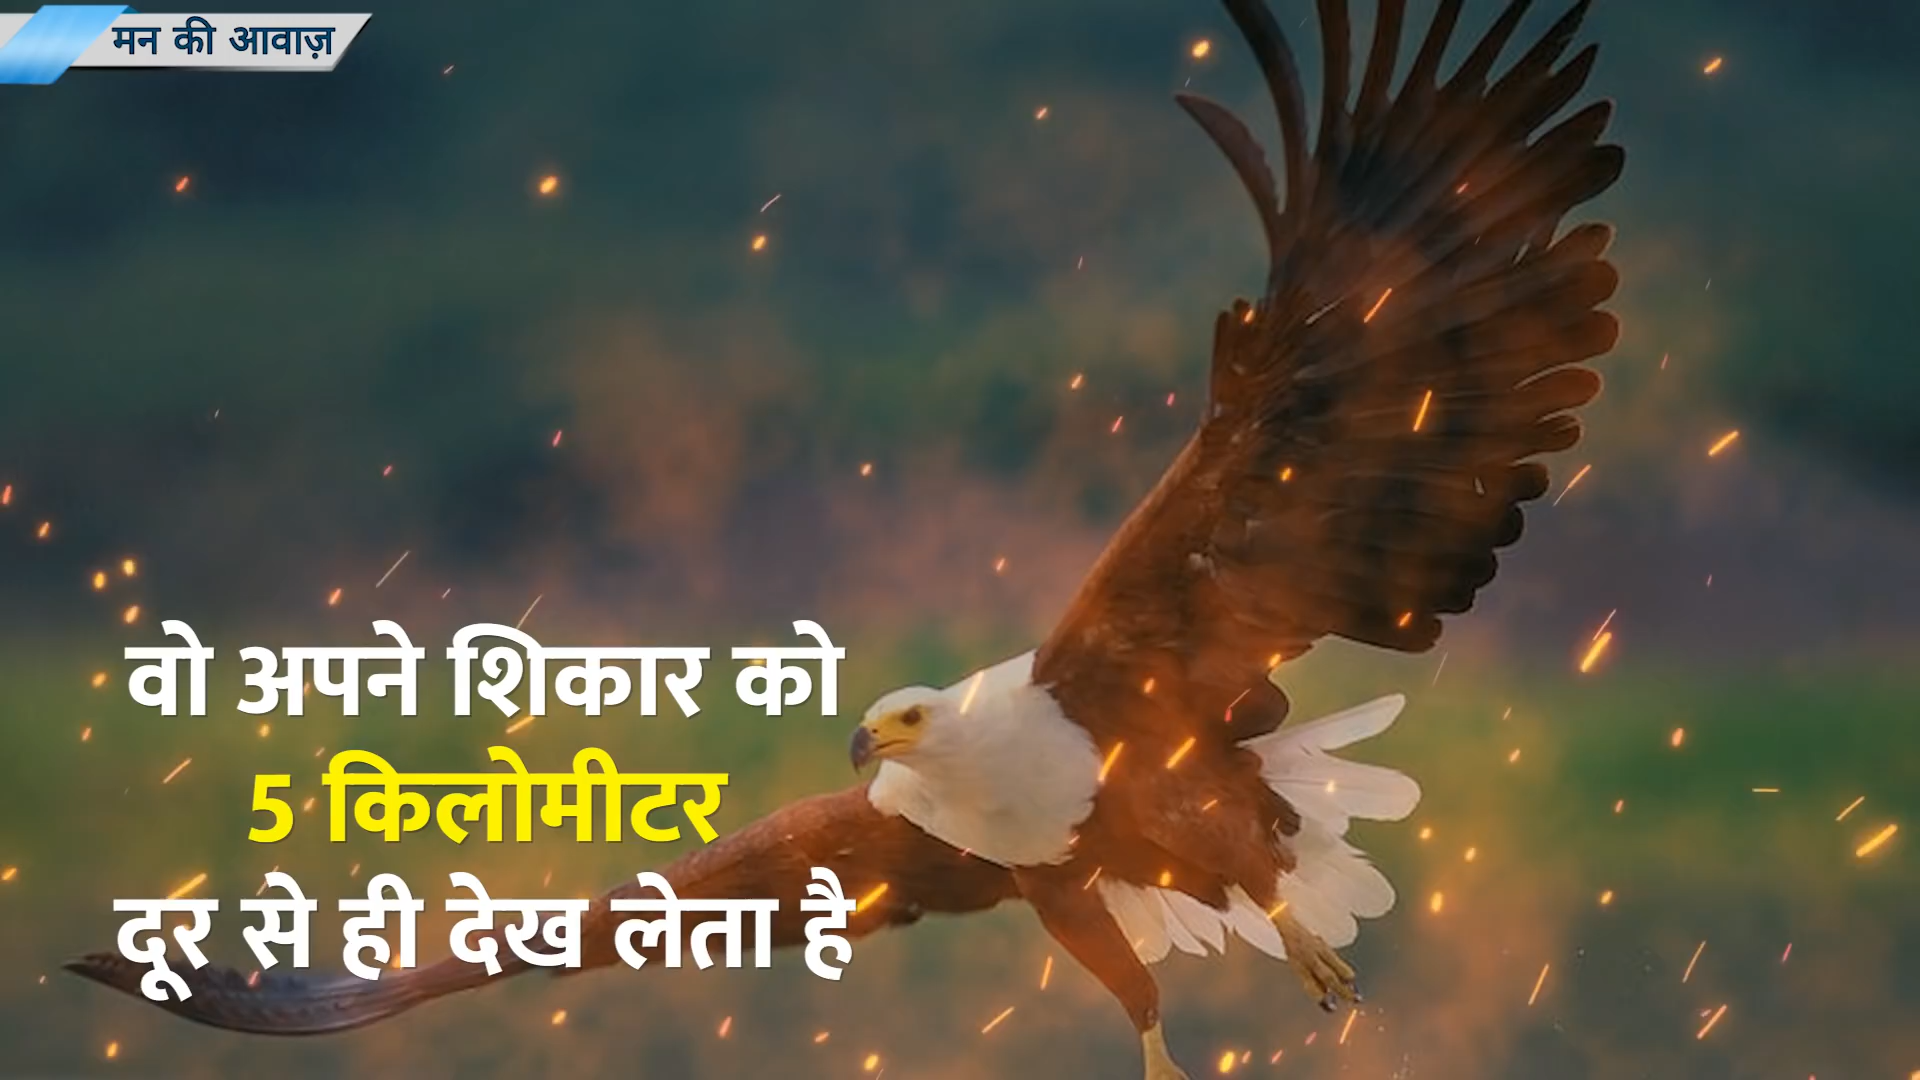 मन की आवाज़
वो अपने शिकार को
5 किलोमीटर
दूर से ही देख लेता है